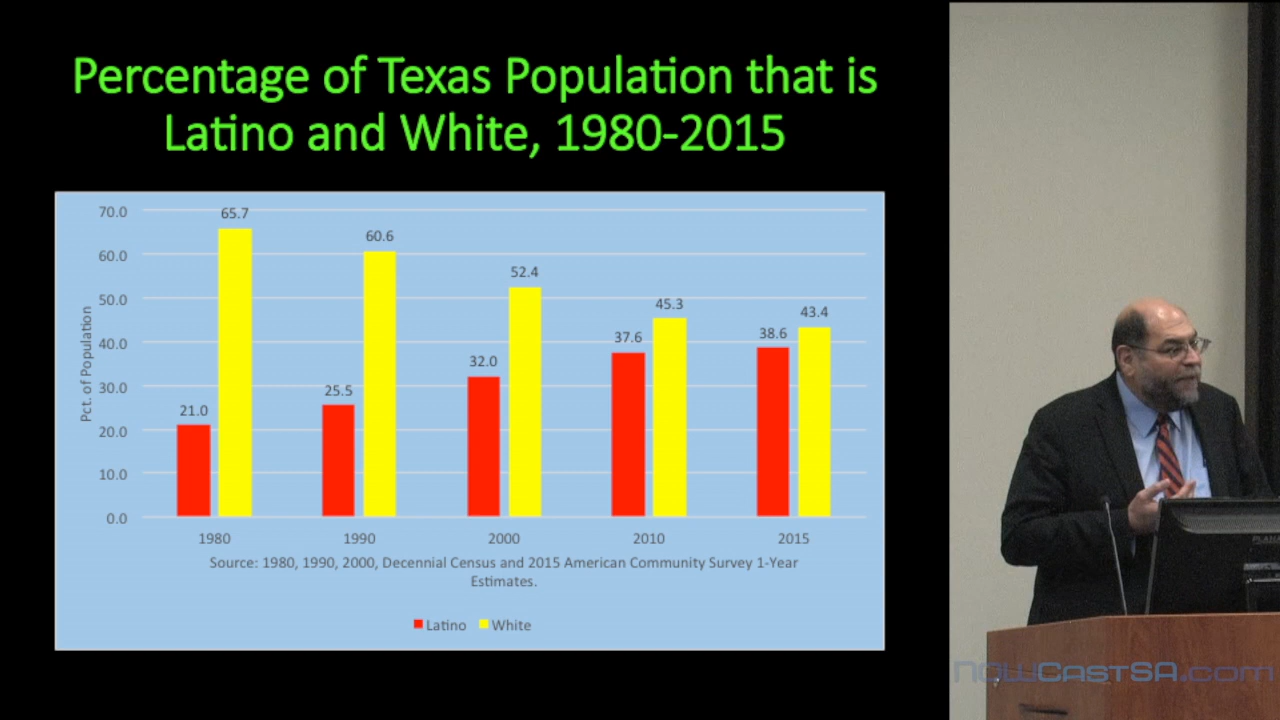 Percentage of Texas Population that is
Latino and White, 1980-2015
70.0
60.0
50.0
40.0
30.0
20.0
10.0
0.0
Pct. of Population
21.0
65.7
25.5
60.6
32.0
52.4
37.6
45.3
38.6
43.4
1980
1990
2000
2010
2015
Source: 1980, 1990, 2000, Decennial Census and 2015 American Community Survey 1-Year
Estimates.
Latino
White
NOWCastSA.com